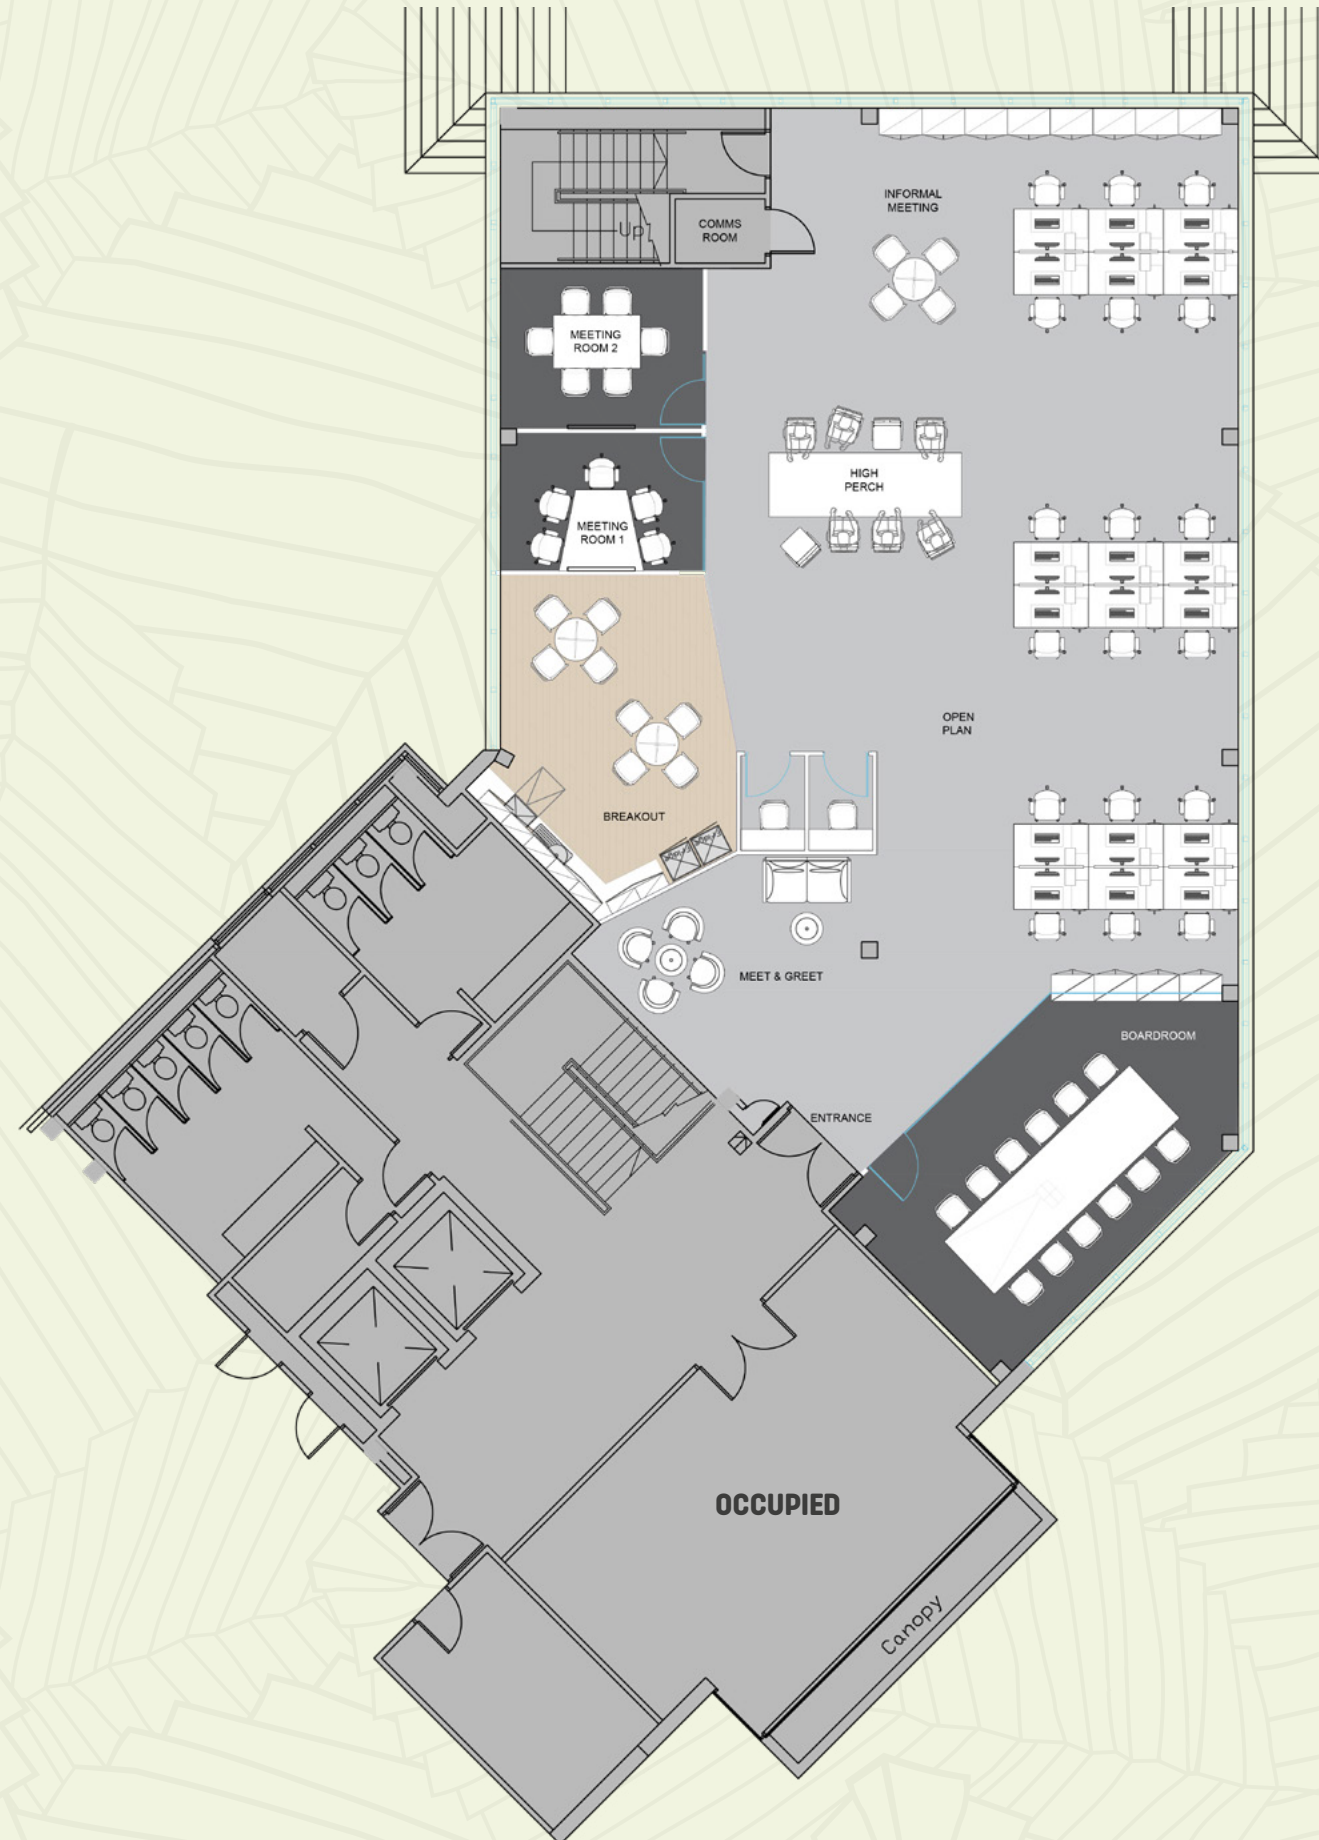 INFORMAL
MEETING
COMMS
ROOM
Up
MEETING
ROOM 2
HIGH
PERCH
MEETING
ROOM 1
OPEN
PLAN
BREAKOUT
MEET & GREET
BOARDROOM
ENTRANCE
OCCUPIED
Canopy